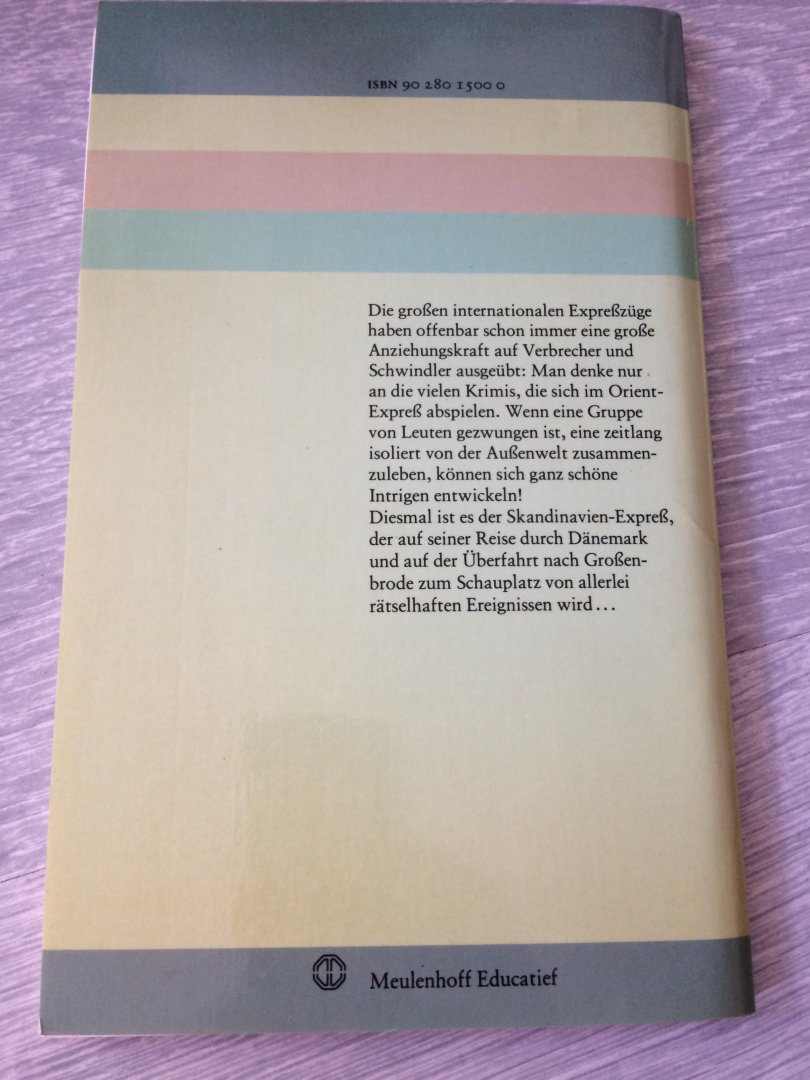 ISBN 90 280 1500 0
Die großen internationalen Expreßzüge
haben offenbar schon immer eine große
Anziehungskraft auf Verbrecher und
Schwindler ausgeübt: Man denke nur
an die vielen Krimis, die sich im Orient-
Expreß abspielen. Wenn eine Gruppe
von Leuten gezwungen ist, eine zeitlang
isoliert von der Außenwelt zusammen-
zuleben, können sich ganz schöne
Intrigen entwickeln!
Diesmal ist es der Skandinavien-Expreß,
der auf seiner Reise durch Dänemark
und auf der Überfahrt nach Großen-
brode zum Schauplatz von allerlei
rätselhaften Ereignissen wird...
Meulenhoff Educatief